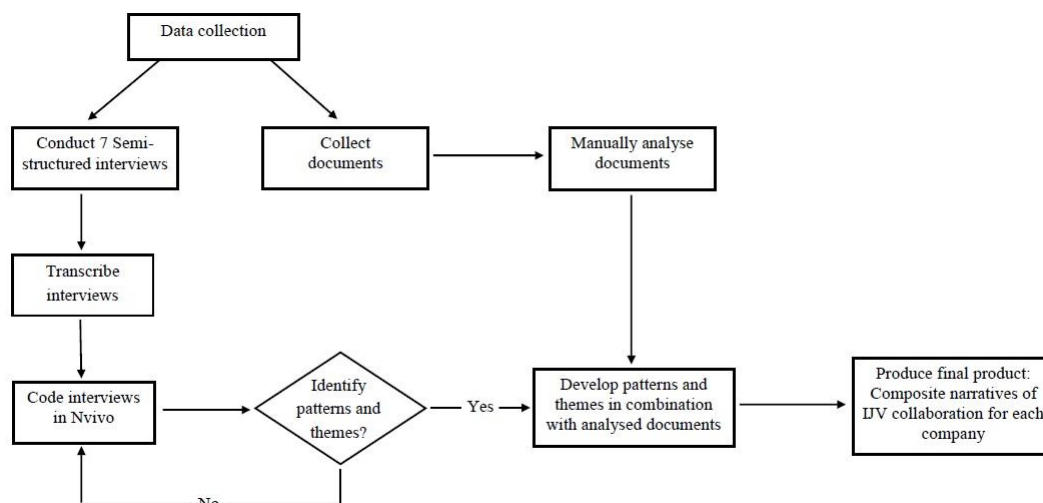 Data collection
Conduct 7 Semi-
structured interviews
Collect
documents
Manually analyse
documents
Transcribe
interviews
Code interviews
in Nvivo
Identify
patterns and
themes?
Yes
Develop patterns and
themes in combination
with analysed documents
Produce final product:
Composite narratives of
IJV collaboration for each
company
No